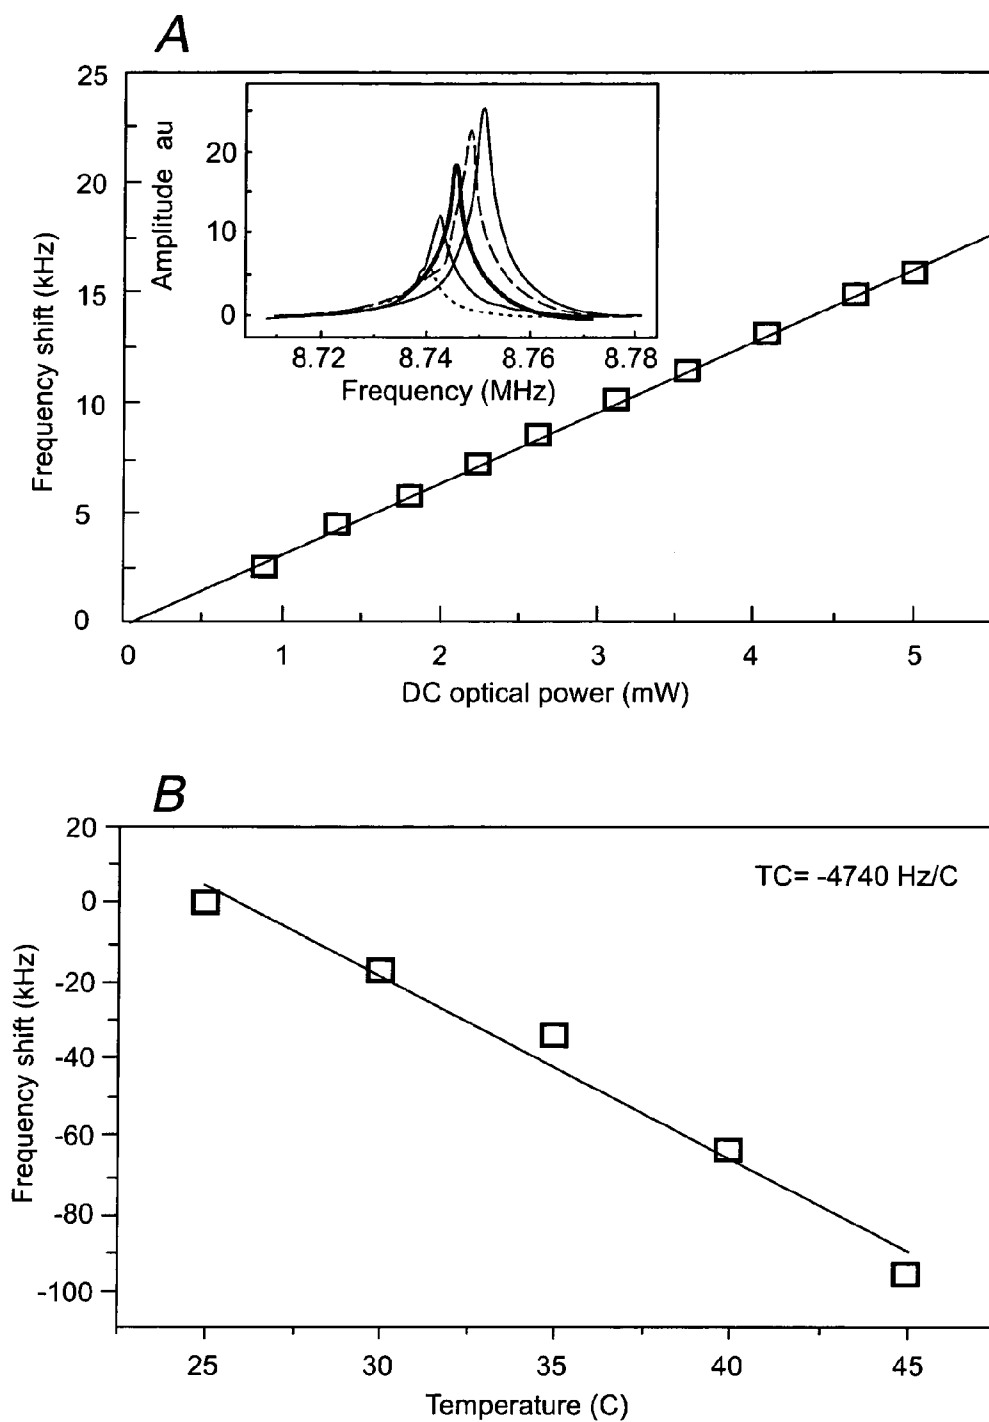 A
25
20
15
10
5
0
Frequency shift (kHz)
Amplitude au
20
10
0
8.72 8.74 8.76 8.78
Frequency (MHz)
0 1 2 3 4 5
DC optical power (mW)
B
20
0
-20
-40
-60
-80
-100
Frequency shift (kHz)
TC= -4740 Hz/C
25 30 35 40 45
Temperature (C)